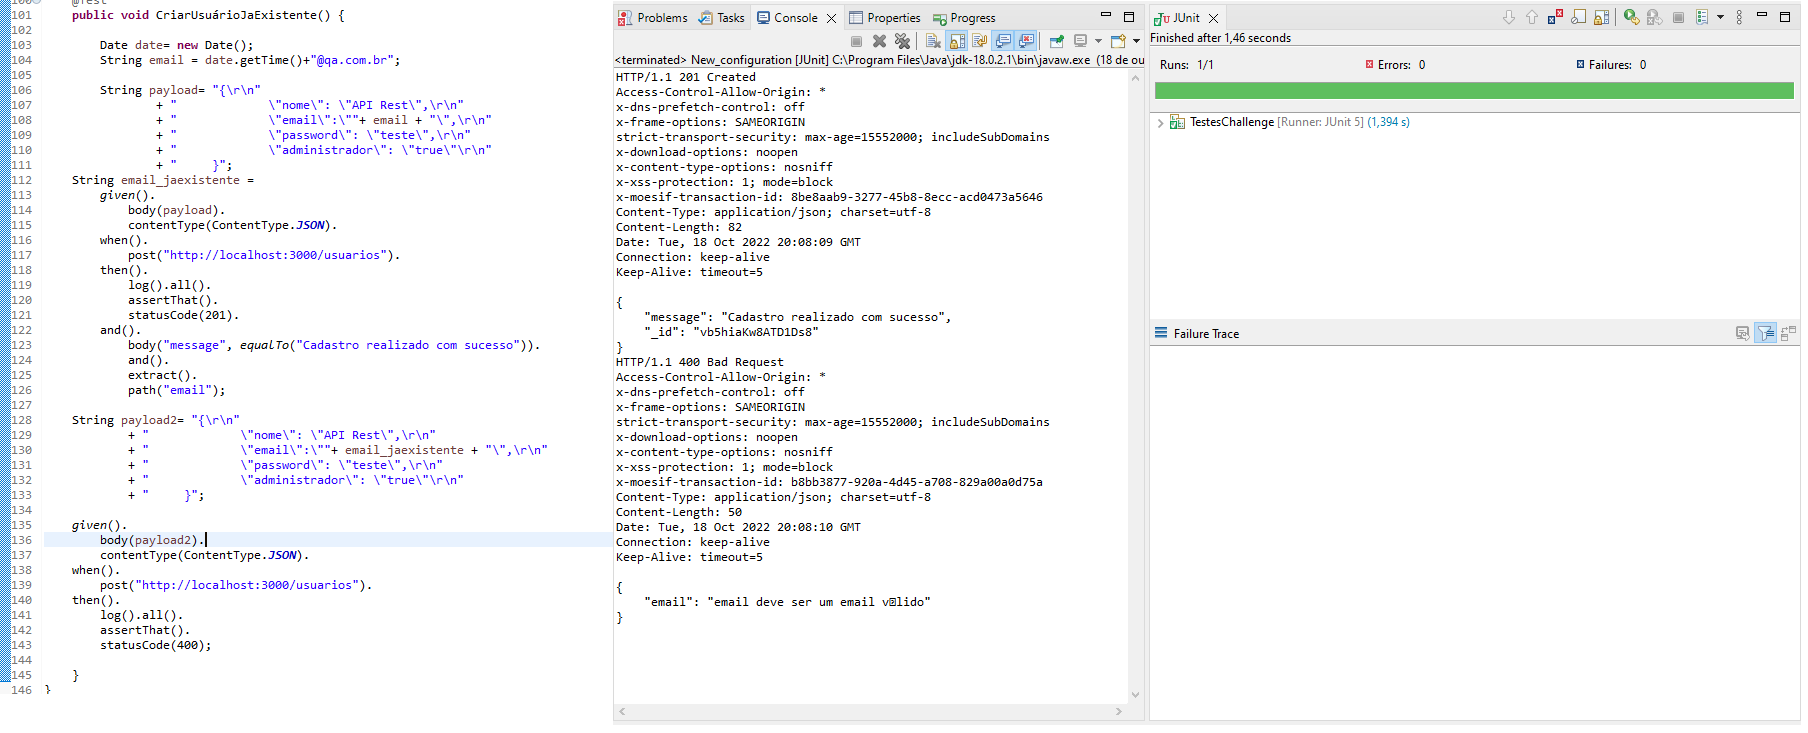 100 @Test
101 public void CriarUsuárioJaExistente() {
102
103 Date date= new Date();
104 String email = date.getTime()+"@qa.com.br";
105
106 String payload= "{\r\n"
107 + " \"nome\": \"API Rest\",\r\n"
108 + " \"email\":\""+ email + "\",\r\n"
109 + " \"password\": \"teste\",\r\n"
110 + " \"administrador\": \"true\"\r\n"
111 + " }";
112 String email_jaexistente =
113 given().
114 body(payload).
115 contentType(ContentType.JSON).
116 when().
117 post("http://localhost:3000/usuarios").
118 then().
119 log().all().
120 assertThat().
121 statusCode(201).
122 and().
123 body("message", equalTo("Cadastro realizado com sucesso")).
124 and().
125 extract().
126 path("email");
127
128 String payload2= "{\r\n"
129 + " \"nome\": \"API Rest\",\r\n"
130 + " \"email\":\""+ email_jaexistente + "\",\r\n"
131 + " \"password\": \"teste\",\r\n"
132 + " \"administrador\": \"true\"\r\n"
133 + " }";
134
135 given().
136 body(payload2).
137 contentType(ContentType.JSON).
138 when().
139 post("http://localhost:3000/usuarios").
140 then().
141 log().all().
142 assertThat().
143 statusCode(400);
144
145 }
146 }
Problems Tasks Console Properties Progress
<terminated> New_configuration [JUnit] C:\Program Files\Java\jdk-18.0.2.1\bin\javaw.exe (18 de ou
HTTP/1.1 201 Created
Access-Control-Allow-Origin: *
x-dns-prefetch-control: off
x-frame-options: SAMEORIGIN
strict-transport-security: max-age=15552000; includeSubDomains
x-download-options: noopen
x-content-type-options: nosniff
x-xss-protection: 1; mode=block
x-moesif-transaction-id: 8be8aab9-3277-45b8-8ecc-acd0473a5646
Content-Type: application/json; charset=utf-8
Content-Length: 82
Date: Tue, 18 Oct 2022 20:08:09 GMT
Connection: keep-alive
Keep-Alive: timeout=5
{
"message": "Cadastro realizado com sucesso",
"_id": "vb5hiaKw8ATD1Ds8"
}
HTTP/1.1 400 Bad Request
Access-Control-Allow-Origin: *
x-dns-prefetch-control: off
x-frame-options: SAMEORIGIN
strict-transport-security: max-age=15552000; includeSubDomains
x-download-options: noopen
x-content-type-options: nosniff
x-xss-protection: 1; mode=block
x-moesif-transaction-id: b8bb3877-920a-4d45-a708-829a00a0d75a
Content-Type: application/json; charset=utf-8
Content-Length: 50
Date: Tue, 18 Oct 2022 20:08:10 GMT
Connection: keep-alive
Keep-Alive: timeout=5
{
"email": "email deve ser um email v�lido"
}
JUnit
Finished after 1,46 seconds
Runs: 1/1 Errors: 0 Failures: 0
TestesChallenge [Runner: JUnit 5] (1,394 s)
Failure Trace